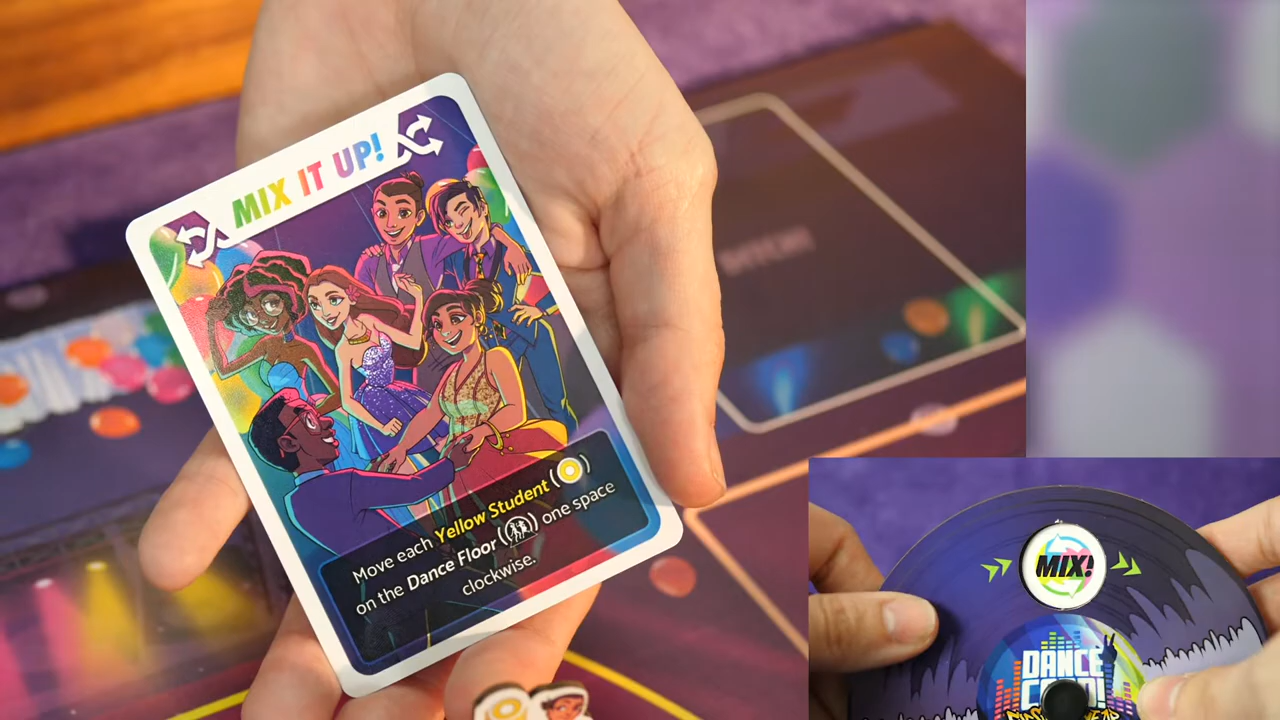 MIX IT UP!
Move each Yellow Student ( )
on the Dance Floor ( ) one space
clockwise.
MIX!
DANCE